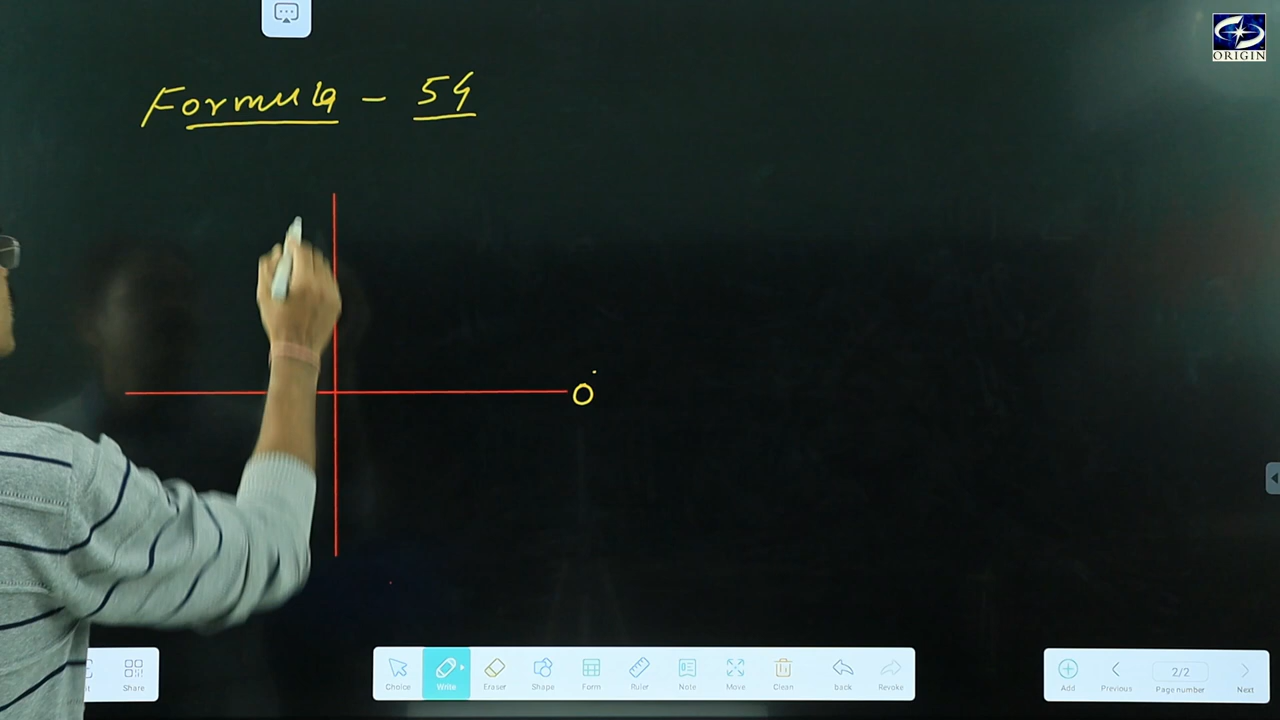 ORIGIN
Formula - 54
0°
Share
Choice
Write
Eraser
Shape
Form
Ruler
Note
Move
Clean
back
Revoke
Add
Previous
2/2
Page number
Next